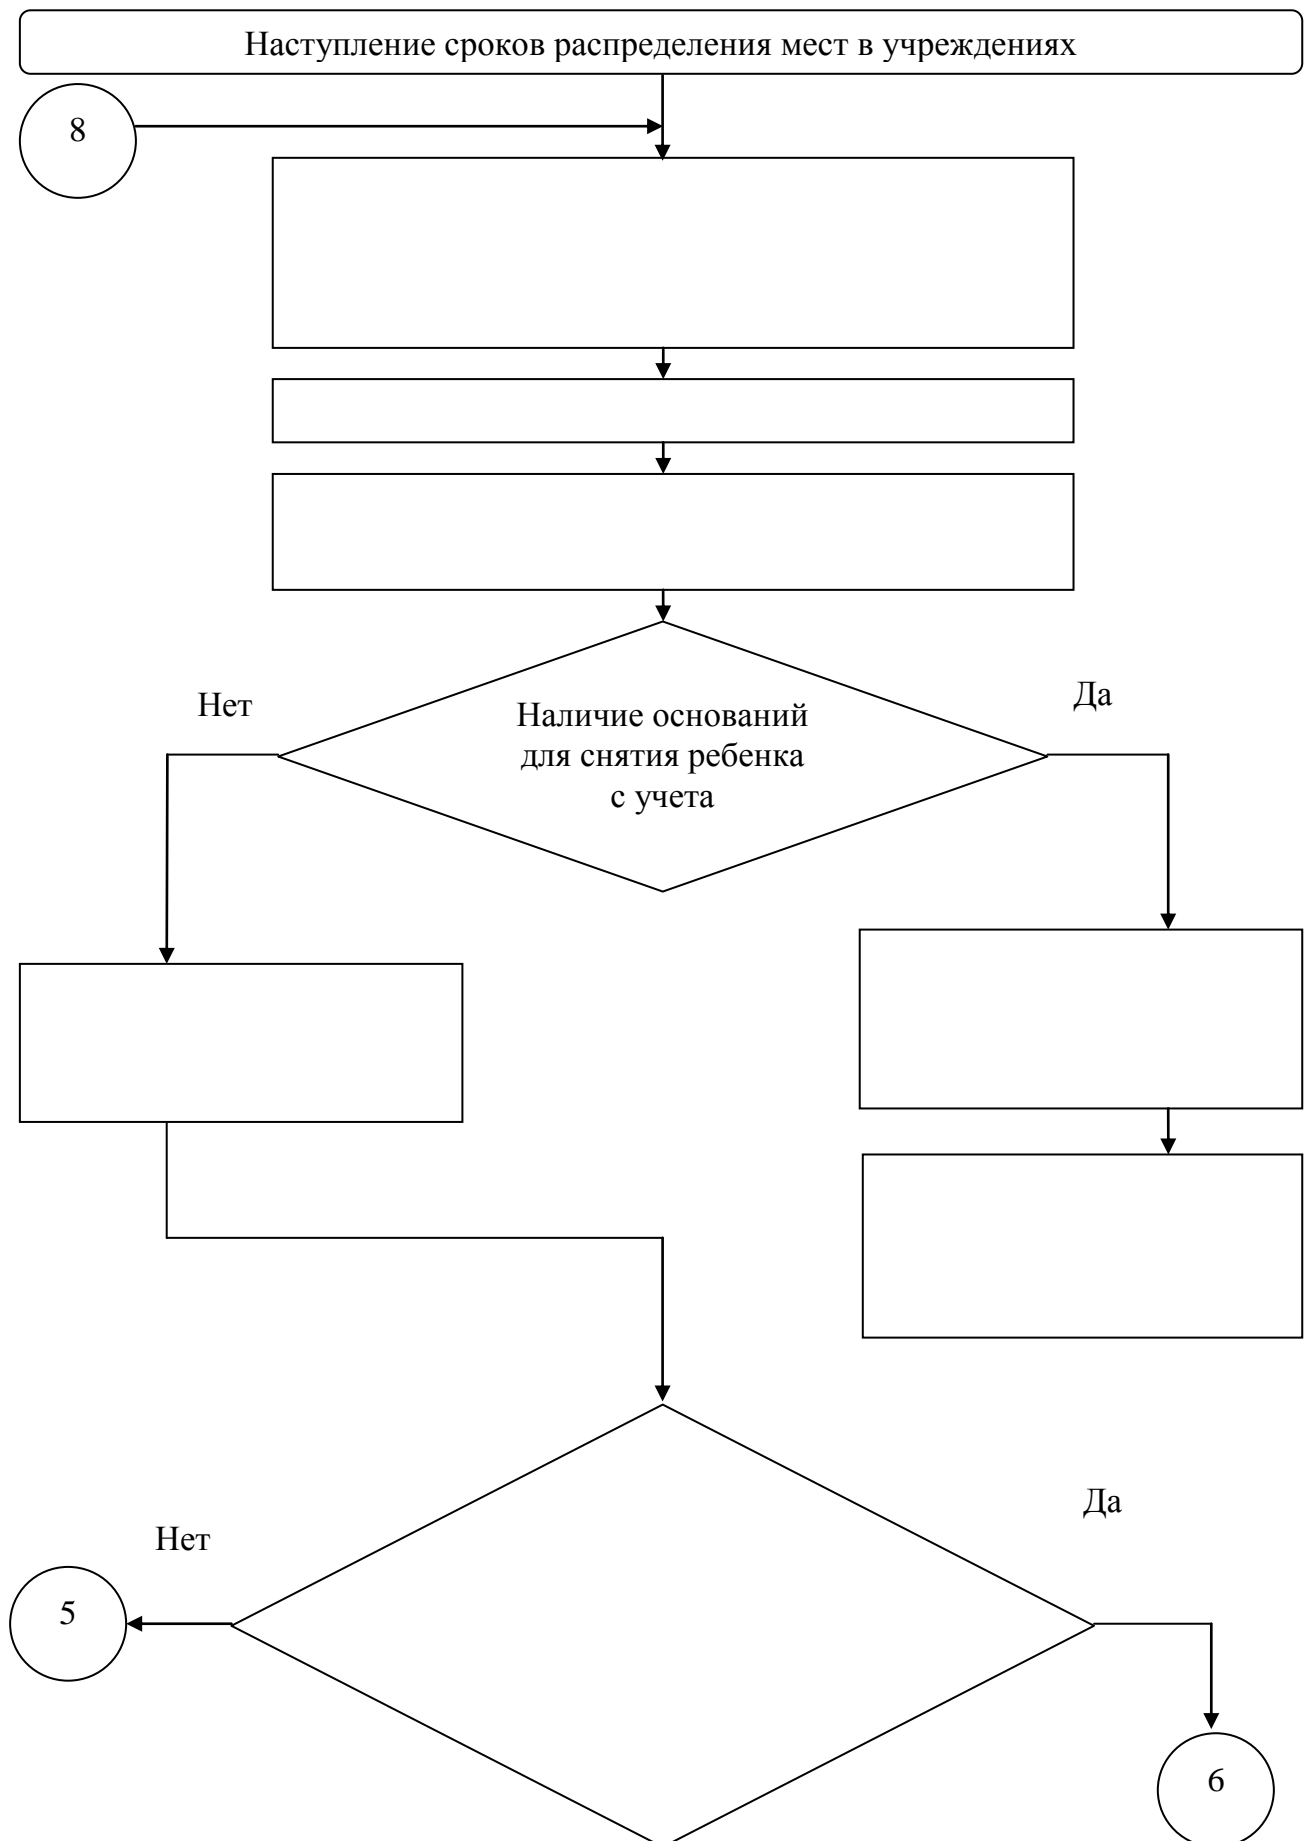 Наступление сроков распределения мест в учреждениях
8
Нет
Да
Наличие оснований
для снятия ребенка
с учета
Да
Нет
5
6